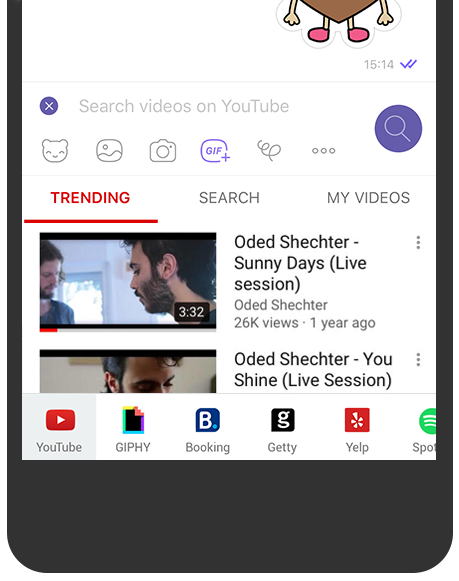 15:14
Search videos on YouTube
GIF
TRENDING
SEARCH
MY VIDEOS
Oded Shechter -
Sunny Days (Live
session)
3:32
Oded Shechter
26K views · 1 year ago
Oded Shechter - You
Shine (Live Session)
B.
g
YouTube
GIPHY
Booking
Getty
Yelp
Spot